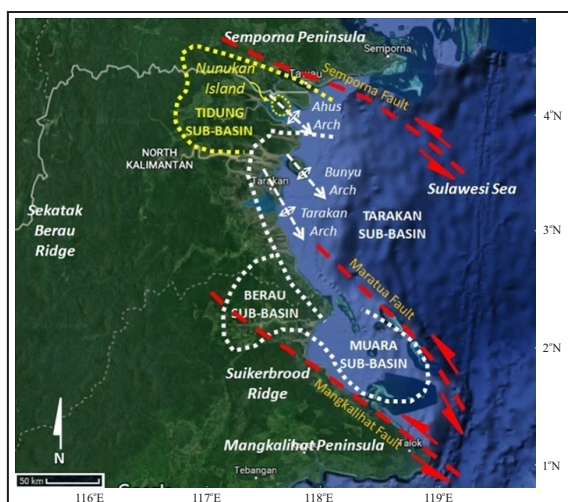 Semporna Peninsula
Semporna
Nunukan
Island
Tawau
Semporna Fault
TIDUNG
SUB-BASIN
Ahus
Arch
4°N
NORTH
KALIMANTAN
Tarakan
Bunyu
Arch
Sulawesi Sea
Sekatak
Berau
Ridge
Tarakan
Arch
TARAKAN
SUB-BASIN
3°N
Maratua Fault
BERAU
SUB-BASIN
MUARA
SUB-BASIN
2°N
Suikerbrood
Ridge
Mangkalihat Fault
Mangkalihat Peninsula
Talok
N
Tebangan
1°N
50 km
116°E
117°E
118°E
119°E